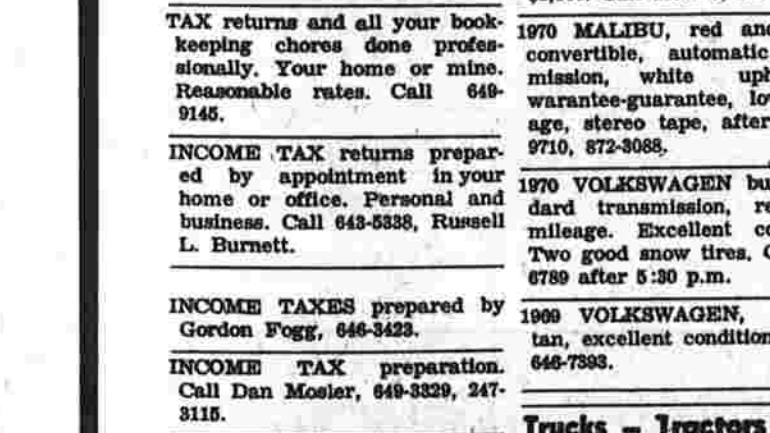 TAX returns and all your book-
keeping chores done profes-
sionally. Your home or mine.
Reasonable rates. Call 649-
9145.
INCOME TAX returns prepar-
ed by appointment in your
home or office. Personal and
business. Call 643-5338, Russell
L. Burnett.
INCOME TAXES prepared by
Gordon Fogg, 646-3423.
INCOME TAX preparation.
Call Dan Mosler, 649-3329, 247-
3115.
1970 MALIBU, red and
convertible, automatic
mission, white uph
warantee-guarantee, lo
age, stereo tape, after
9710, 872-3088.
1970 VOLKSWAGEN bu
dard transmission, re
mileage. Excellent co
Two good snow tires.
6789 after 5:30 p.m.
1969 VOLKSWAGEN,
tan, excellent condition
646-7393.
Trucks – Tractors